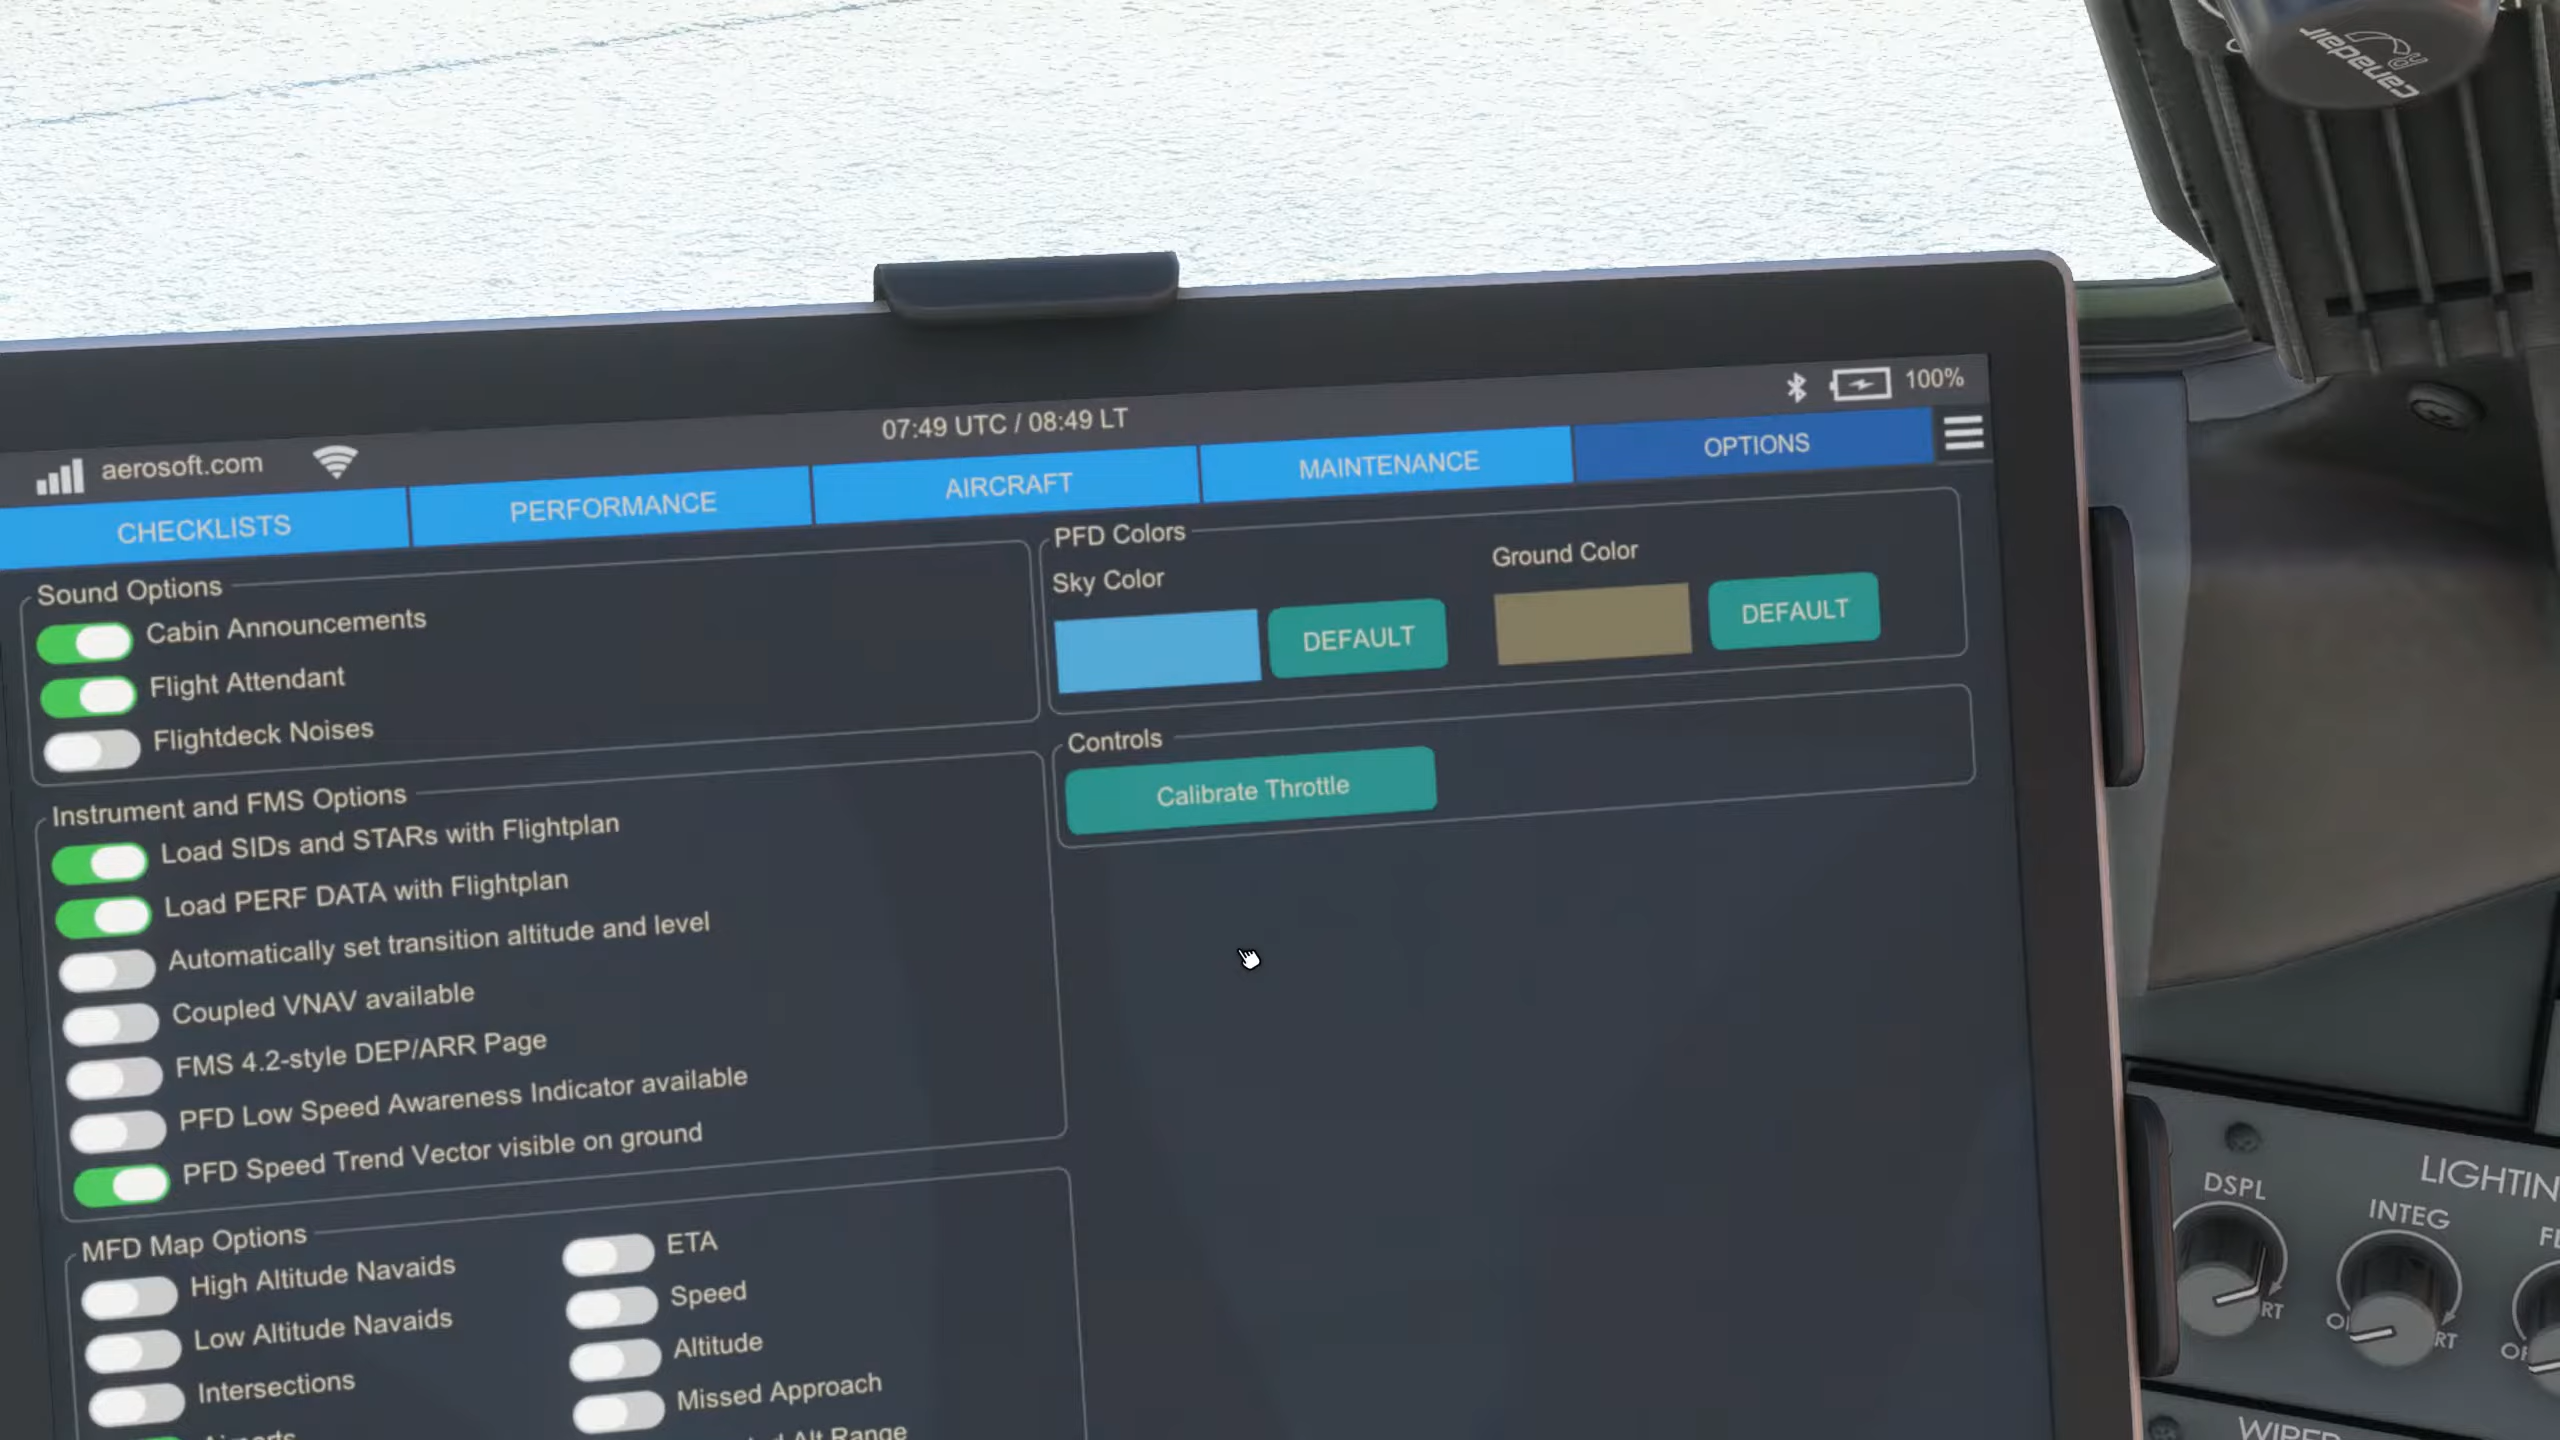 canadair
07:49 UTC / 08:49 LT
100%
aerosoft.com
CHECKLISTS
PERFORMANCE
AIRCRAFT
MAINTENANCE
OPTIONS
Sound Options
Cabin Announcements
Flight Attendant
Flightdeck Noises
PFD Colors
Sky Color
DEFAULT
Ground Color
DEFAULT
Controls
Calibrate Throttle
Instrument and FMS Options
Load SIDs and STARs with Flightplan
Load PERF DATA with Flightplan
Automatically set transition altitude and level
Coupled VNAV available
FMS 4.2-style DEP/ARR Page
PFD Low Speed Awareness Indicator available
PFD Speed Trend Vector visible on ground
MFD Map Options
High Altitude Navaids
Low Altitude Navaids
Intersections
ETA
Speed
Altitude
Missed Approach
Alt Range
LIGHTIN
DSPL
INTEG
RT
RT